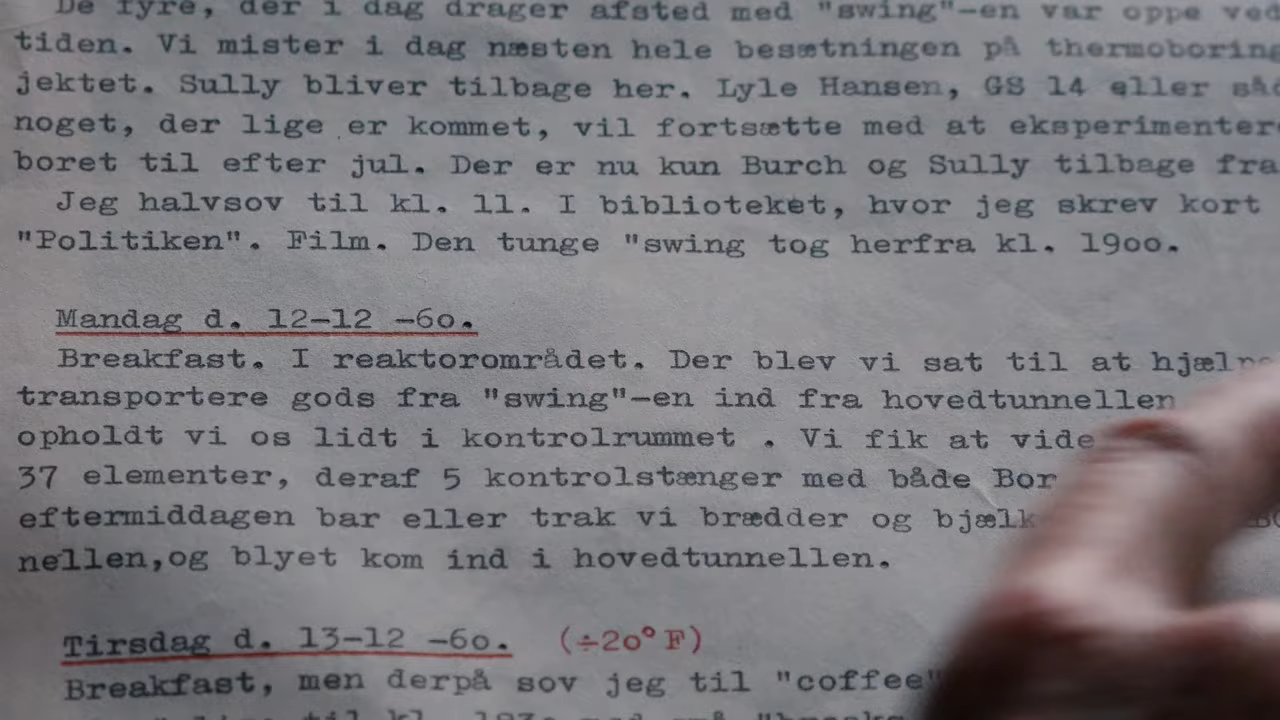 De fyre, der i dag drager afsted med "swing"-en var oppe ved
tiden. Vi mister i dag næsten hele besætningen på thermoboring
jektet. Sully bliver tilbage her. Lyle Hansen, GS 14 eller såd
noget, der lige er kommet, vil fortsætte med at eksperimenter
boret til efter jul. Der er nu kun Burch og Sully tilbage fra
Jeg halvsov til kl. 11. I biblioteket, hvor jeg skrev kort
"Politiken". Film. Den tunge "swing tog herfra kl. 19oo.
Mandag d. 12-12 -6o.
Breakfast. I reaktorområdet. Der blev vi sat til at hjælpe
transportere gods fra "swing"-en ind fra hovedtunnellen
opholdt vi os lidt i kontrolrummet . Vi fik at vide
37 elementer, deraf 5 kontrolstænger med både Bor
eftermiddagen bar eller trak vi brædder og bjælk
nellen,og blyet kom ind i hovedtunnellen.
Tirsdag d. 13-12 -6o. (÷2o° F)
Breakfast, men derpå sov jeg til "coffee"